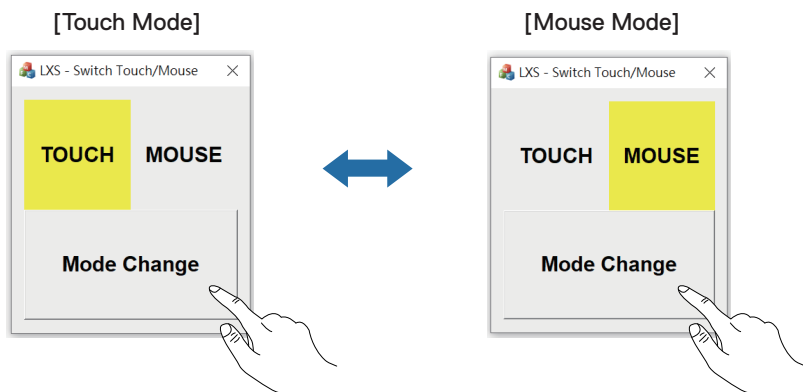 [Touch Mode]
[Mouse Mode]
LXS - Switch Touch/Mouse
LXS - Switch Touch/Mouse
TOUCH MOUSE
TOUCH MOUSE
Mode Change
Mode Change